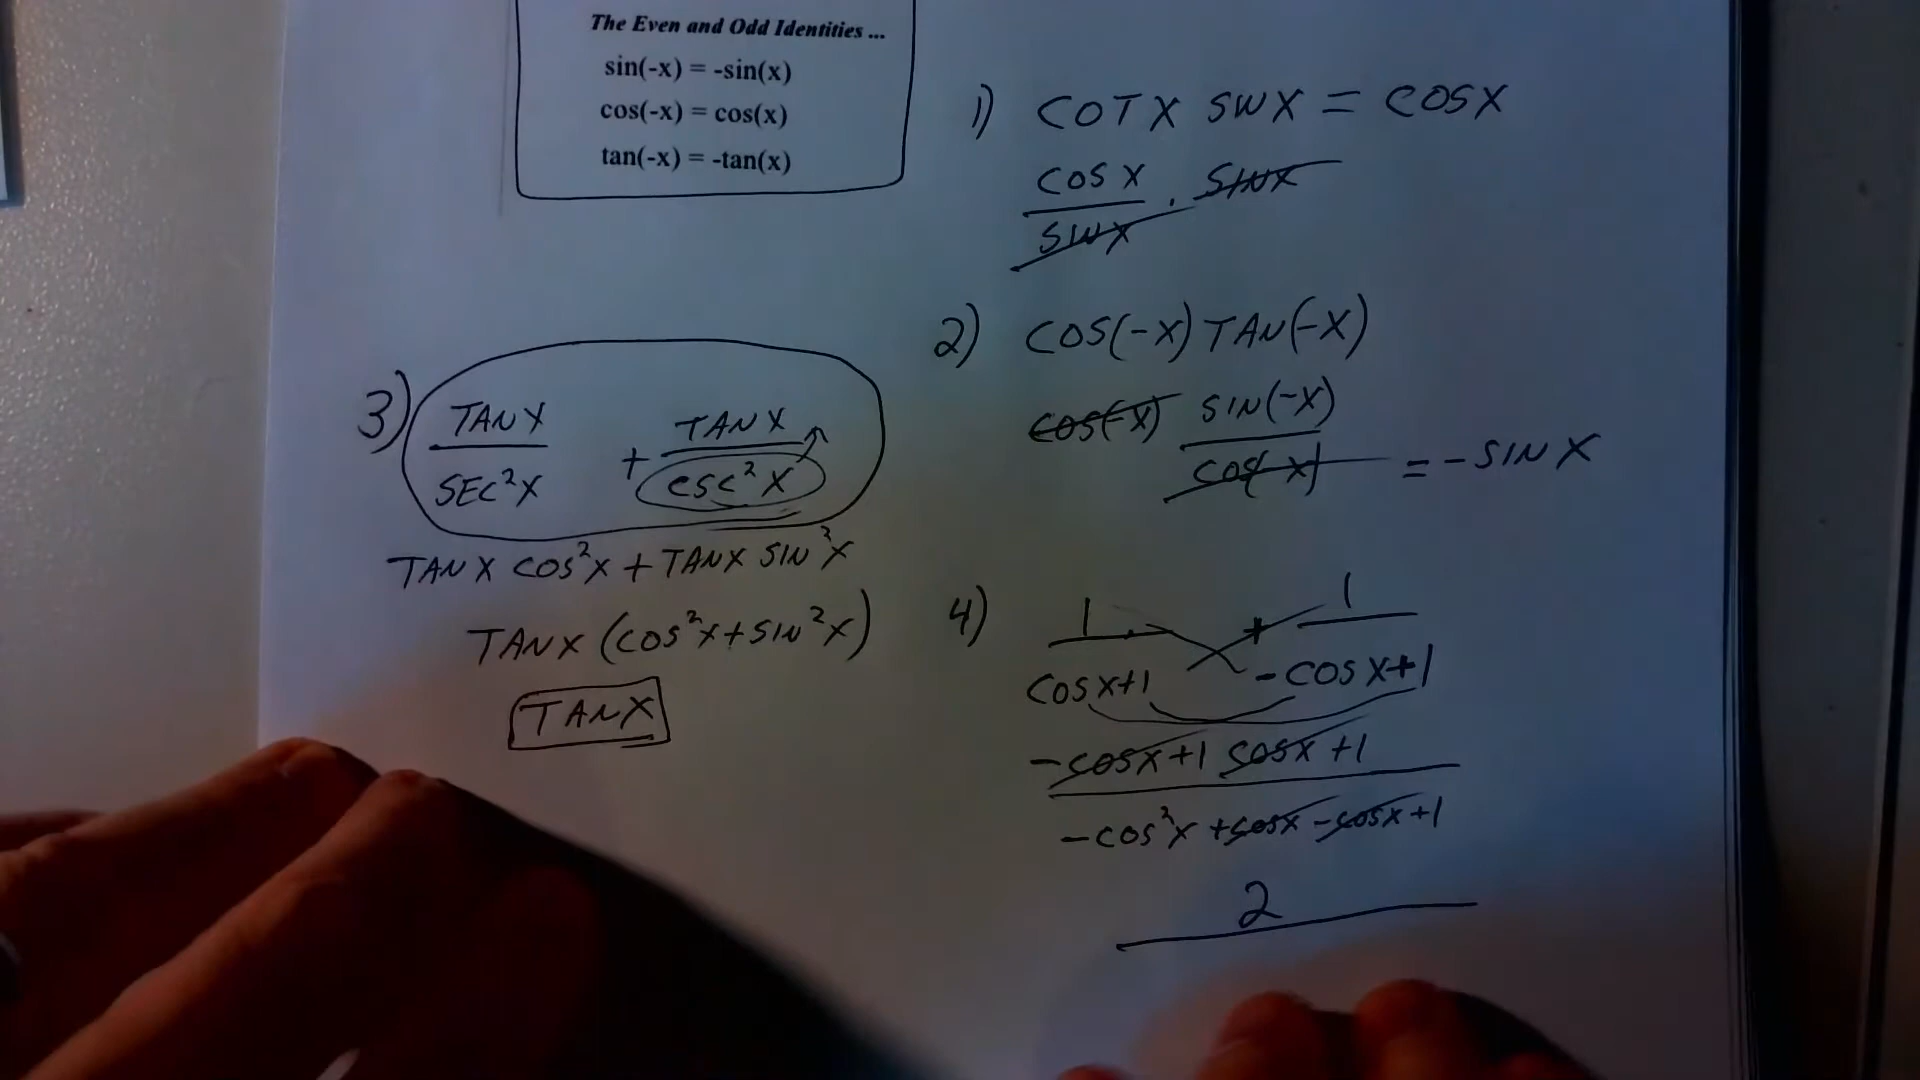 The Even and Odd Identities ...
sin(-x) = -sin(x)
cos(-x) = cos(x)
tan(-x) = -tan(x)
1) COT X SIN X = COS X
COS X / SIN X · SIN X
2) COS(-X) TAN(-X)
COS(-X) SIN(-X) / COS(-X) = -SIN X
3) TAN X / SEC²X + TAN X / CSC²X
TAN X COS²X + TAN X SIN²X
TAN X (COS²X + SIN²X)
TAN X
4) 1 / COS X+1 + 1 / -COS X+1
-COS X+1 COS X+1
-COS²X +COS X -COS X +1
2